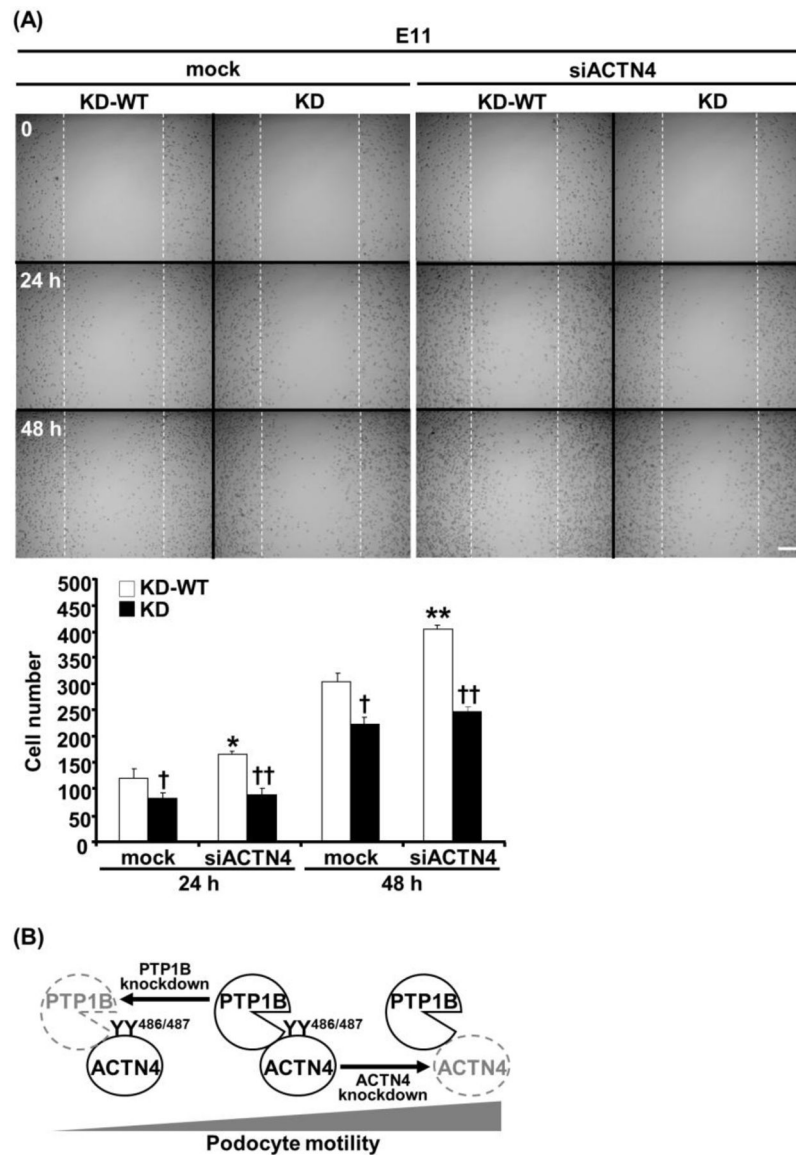 (A)
E11
mock siACTN4
KD-WT KD KD-WT KD
0
24 h
48 h
500
450
400
300
250
200
150
100
50
0
Cell number
KD-WT
KD
†
*
††
†
**
††
mock siACTN4 mock siACTN4
24 h 48 h
(B)
PTP1B
knockdown
PTP1B PTP1B PTP1B
YY486/487 YY486/487
ACTN4 ACTN4 ACTN4
ACTN4
knockdown
Podocyte motility